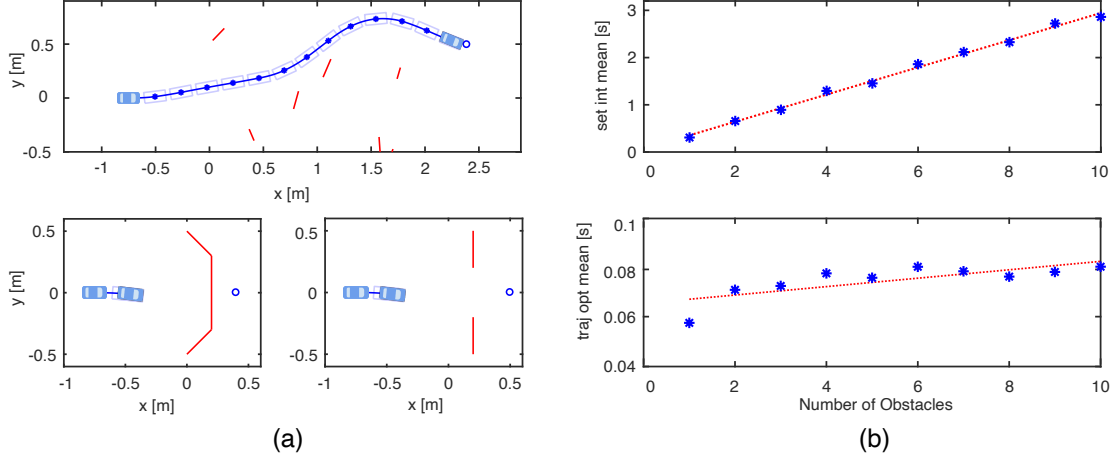 y [m]
0.5
0
-0.5
-1 -0.5 0 0.5 1 1.5 2 2.5
x [m]
y [m]
0.5
0
-0.5
-1 -0.5 0 0.5
x [m]
0.5
0
-0.5
-1 -0.5 0 0.5
x [m]
(a)
set int mean [s]
3
2
1
0
0 2 4 6 8 10
traj opt mean [s]
0.1
0.08
0.06
0.04
0 2 4 6 8 10
Number of Obstacles
(b)